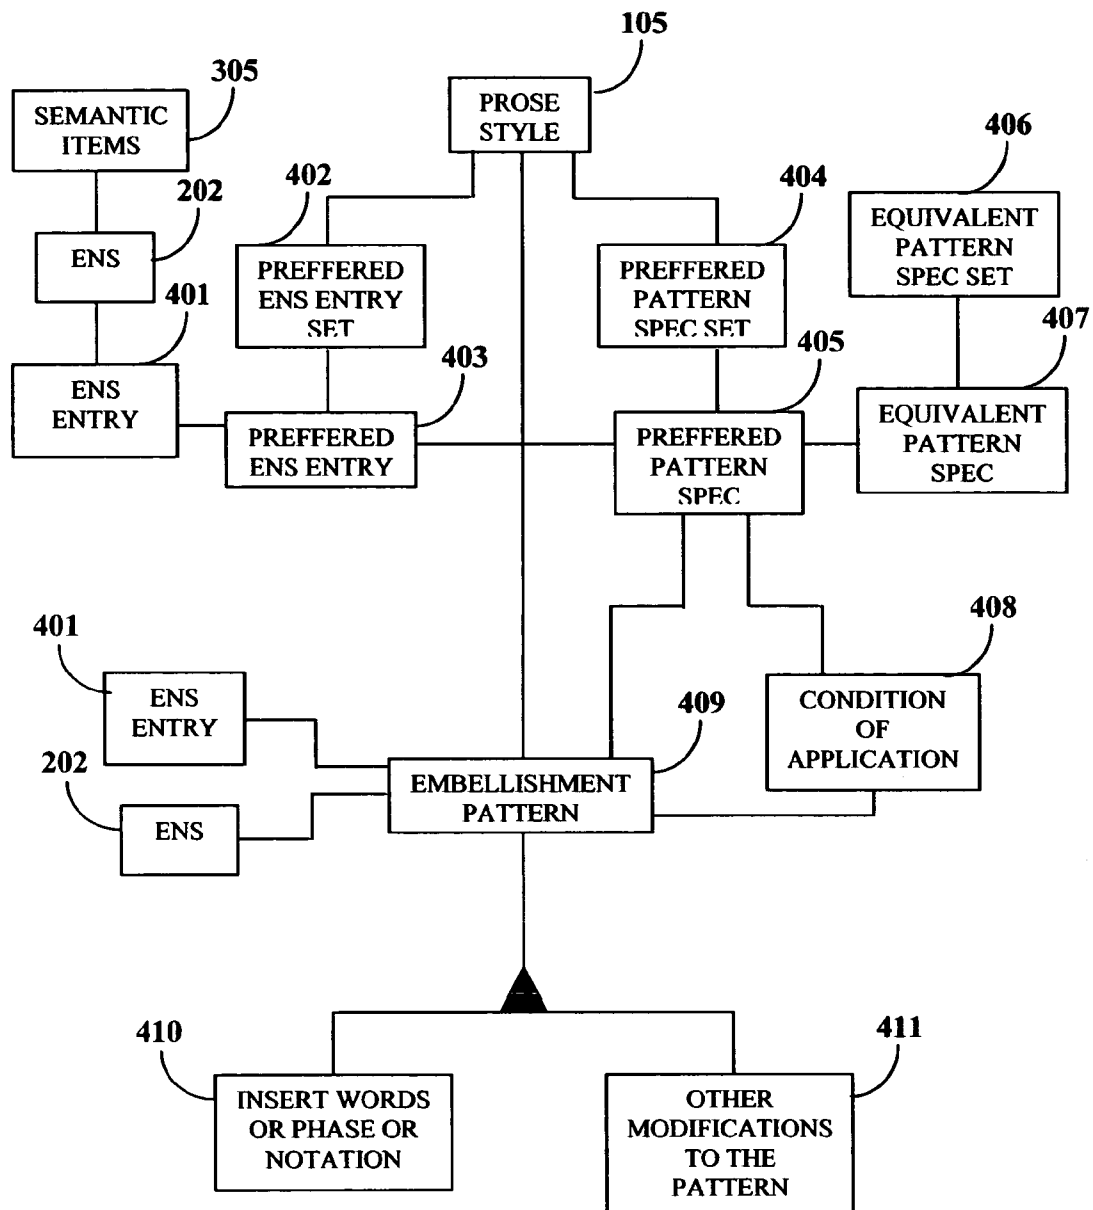 105
305
PROSE
STYLE
SEMANTIC
ITEMS
406
402
404
202
EQUIVALENT
PATTERN
SPEC SET
ENS
PREFFERED
ENS ENTRY
SET
PREFFERED
PATTERN
SPEC SET
401
407
403
405
ENS
ENTRY
PREFFERED
ENS ENTRY
PREFFERED
PATTERN
SPEC
EQUIVALENT
PATTERN
SPEC
401
408
ENS
ENTRY
409
CONDITION
OF
APPLICATION
202
EMBELLISHMENT
PATTERN
ENS
410
411
INSERT WORDS
OR PHASE OR
NOTATION
OTHER
MODIFICATIONS
TO THE
PATTERN